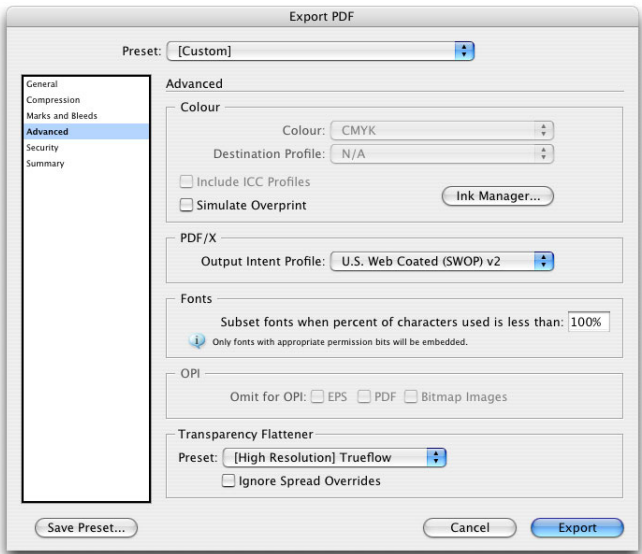 Export PDF
Preset: [Custom]
General
Compression
Marks and Bleeds
Advanced
Security
Summary
Advanced
Colour
Colour: CMYK
Destination Profile: N/A
Include ICC Profiles
Simulate Overprint
Ink Manager...
PDF/X
Output Intent Profile: U.S. Web Coated (SWOP) v2
Fonts
Subset fonts when percent of characters used is less than: 100%
Only fonts with appropriate permission bits will be embedded.
OPI
Omit for OPI: EPS PDF Bitmap Images
Transparency Flattener
Preset: [High Resolution] Trueflow
Ignore Spread Overrides
Save Preset... Cancel Export